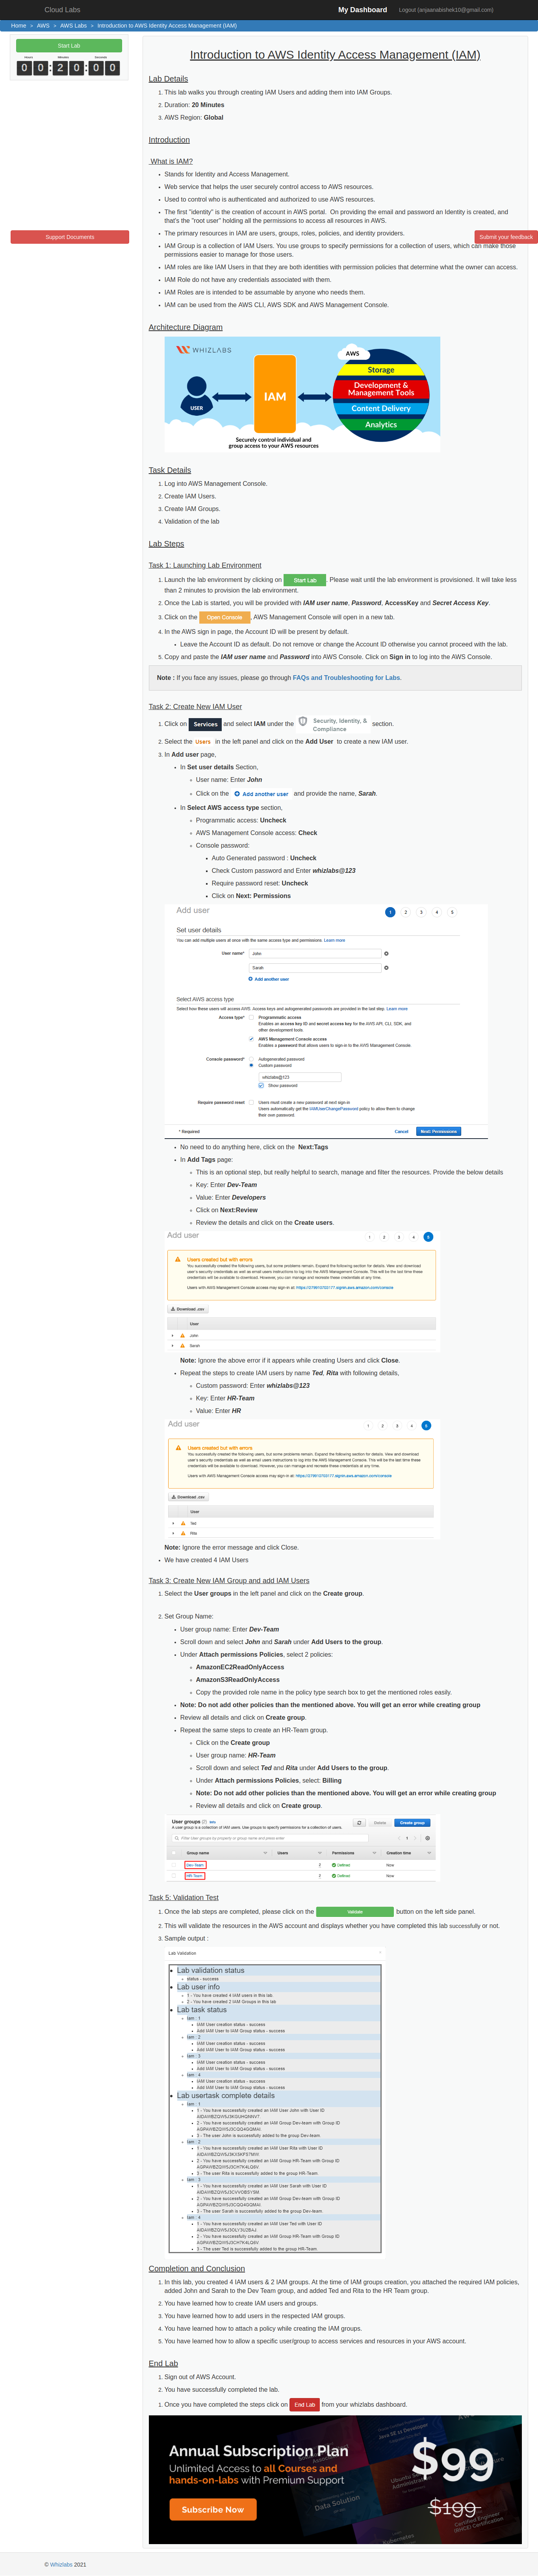 Cloud Labs
My Dashboard
Logout (anjaanabishek10@gmail.com)
Home » AWS » AWS Labs » Introduction to AWS Identity Access Management (IAM)
Start Lab
Hours Minutes Seconds
00:20:00
Support Documents
Submit your feedback
Introduction to AWS Identity Access Management (IAM)
Lab Details
1. This lab walks you through creating IAM Users and adding them into IAM Groups.
2. Duration: 20 Minutes
3. AWS Region: Global
Introduction
What is IAM?
• Stands for Identity and Access Management.
• Web service that helps the user securely control access to AWS resources.
• Used to control who is authenticated and authorized to use AWS resources.
• The first "identity" is the creation of account in AWS portal. On providing the email and password an Identity is created, and
that's the "root user" holding all the permissions to access all resources in AWS.
• The primary resources in IAM are users, groups, roles, policies, and identity providers.
• IAM Group is a collection of IAM Users. You use groups to specify permissions for a collection of users, which can make those
permissions easier to manage for those users.
• IAM roles are like IAM Users in that they are both identities with permission policies that determine what the owner can access.
• IAM Role do not have any credentials associated with them.
• IAM Roles are is intended to be assumable by anyone who needs them.
• IAM can be used from the AWS CLI, AWS SDK and AWS Management Console.
Architecture Diagram
WHIZLABS
AWS
USER
IAM
Storage
Development &
Management Tools
Content Delivery
Analytics
Securely control individual and
group access to your AWS resources
Task Details
1. Log into AWS Management Console.
2. Create IAM Users.
3. Create IAM Groups.
4. Validation of the lab
Lab Steps
Task 1: Launching Lab Environment
1. Launch the lab environment by clicking on Start Lab. Please wait until the lab environment is provisioned. It will take less
than 2 minutes to provision the lab environment.
2. Once the Lab is started, you will be provided with IAM user name, Password, AccessKey and Secret Access Key.
3. Click on the Open Console, AWS Management Console will open in a new tab.
4. In the AWS sign in page, the Account ID will be present by default.
• Leave the Account ID as default. Do not remove or change the Account ID otherwise you cannot proceed with the lab.
5. Copy and paste the IAM user name and Password into AWS Console. Click on Sign in to log into the AWS Console.
Note : If you face any issues, please go through FAQs and Troubleshooting for Labs.
Task 2: Create New IAM User
1. Click on Services and select IAM under the Security, Identity, & Compliance section.
2. Select the Users in the left panel and click on the Add User to create a new IAM user.
3. In Add user page,
• In Set user details Section,
User name: Enter John
Click on the Add another user and provide the name, Sarah.
• In Select AWS access type section,
Programmatic access: Uncheck
AWS Management Console access: Check
Console password:
Auto Generated password : Uncheck
Check Custom password and Enter whizlabs@123
Require password reset: Uncheck
Click on Next: Permissions
Add user
1 2 3 4 5
Set user details
You can add multiple users at once with the same access type and permissions. Learn more
User name* John
Sarah
Add another user
Select AWS access type
Select how these users will access AWS. Access keys and autogenerated passwords are provided in the last step. Learn more
Access type* Programmatic access
Enables an access key ID and secret access key for the AWS API, CLI, SDK, and
other development tools.
AWS Management Console access
Enables a password that allows users to sign-in to the AWS Management Console.
Console password* Autogenerated password
Custom password
whizlabs@123
Show password
Require password reset Users must create a new password at next sign-in
Users automatically get the IAMUserChangePassword policy to allow them to change
their own password.
* Required
Cancel
Next: Permissions
• No need to do anything here, click on the Next:Tags
• In Add Tags page:
This is an optional step, but really helpful to search, manage and filter the resources. Provide the below details
Key: Enter Dev-Team
Value: Enter Developers
Click on Next:Review
Review the details and click on the Create users.
Add user
1 2 3 4 5
Users created but with errors.
You successfully created the following users, but experienced some problems. Remain on this screen for details. View and download
user security credentials as well as email users instructions for signing in to the AWS Management Console. This is the last time these
credentials will be available to download. However, you can manage and recreate these credentials at any time.
Download .csv
User
John
Sarah
Note: Ignore the above error if it appears while creating Users and click Close.
• Repeat the steps to create IAM users by name Ted, Rita with following details,
Custom password: Enter whizlabs@123
Key: Enter HR-Team
Value: Enter HR
Add user
1 2 3 4 5
Users created but with errors.
You successfully created the following users, but experienced some problems. Remain on this screen for details. View and download
user security credentials as well as email users instructions for signing in to the AWS Management Console. This is the last time these
credentials will be available to download. However, you can manage and recreate these credentials at any time.
Download .csv
User
Ted
Rita
Note: Ignore the error message and click Close.
• We have created 4 IAM Users
Task 3: Create New IAM Group and add IAM Users
1. Select the User groups in the left panel and click on the Create group.
2. Set Group Name:
• User group name: Enter Dev-Team
• Scroll down and select John and Sarah under Add Users to the group.
• Under Attach permissions Policies, select 2 policies:
AmazonEC2ReadOnlyAccess
AmazonS3ReadOnlyAccess
Copy the provided role name in the policy type search box to get the mentioned roles easily.
• Note: Do not add other policies than the mentioned above. You will get an error while creating group
• Review all details and click on Create group.
• Repeat the same steps to create an HR-Team group.
Click on the Create group
User group name: HR-Team
Scroll down and select Ted and Rita under Add Users to the group.
Under Attach permissions Policies, select: Billing
Note: Do not add other policies than the mentioned above. You will get an error while creating group
Review all details and click on Create group.
User groups (2) Info
Delete
Create group
A user group is a collection of IAM users. Use groups to specify permissions for a collection of users.
Filter User groups by property or group name and press enter
1
Group name Users Permissions Creation time
Dev-Team 2 Defined Now
HR-Team 2 Defined Now
Task 5: Validation Test
1. Once the lab steps are completed, please click on the Validate button on the left side panel.
2. This will validate the resources in the AWS account and displays whether you have completed this lab successfully or not.
3. Sample output :
Lab Validation
Lab validation status
status - success
Lab user info
1 - You have created 4 IAM users in this lab.
2 - You have created 2 IAM Groups in this lab.
Lab task status
Iam : 1
IAM User creation status - success
Add IAM User to IAM Group status - success
Iam : 2
IAM User creation status - success
Add IAM User to IAM Group status - success
Iam : 3
IAM User creation status - success
Add IAM User to IAM Group status - success
Iam : 4
IAM User creation status - success
Add IAM User to IAM Group status - success
Lab usertask complete details
Iam : 1
1 - You have successfully created an IAM User John with User ID
2 - You have successfully created an IAM Group Dev-team with Group ID
3 - The user John is successfully added to the group Dev-team.
Iam : 2
1 - You have successfully created an IAM User Rita with User ID
2 - You have successfully created an IAM Group HR-Team with Group ID
3 - The user Rita is successfully added to the group HR-Team.
Iam : 3
1 - You have successfully created an IAM User Sarah with User ID
2 - You have successfully created an IAM Group Dev-team with Group ID
3 - The user Sarah is successfully added to the group Dev-team.
Iam : 4
1 - You have successfully created an IAM User Ted with User ID
2 - You have successfully created an IAM Group HR-Team with Group ID
3 - The user Ted is successfully added to the group HR-Team.
Completion and Conclusion
1. In this lab, you created 4 IAM users & 2 IAM groups. At the time of IAM groups creation, you attached the required IAM policies,
added John and Sarah to the Dev Team group, and added Ted and Rita to the HR Team group.
2. You have learned how to create IAM users and groups.
3. You have learned how to add users in the respected IAM groups.
4. You have learned how to attach a policy while creating the IAM groups.
5. You have learned how to allow a specific user/group to access services and resources in your AWS account.
End Lab
1. Sign out of AWS Account.
2. You have successfully completed the lab.
1. Once you have completed the steps click on End Lab from your whizlabs dashboard.
Annual Subscription Plan
Unlimited Access to all Courses and
hands-on-labs with Premium Support
Subscribe Now
$99
$199
© Whizlabs 2021